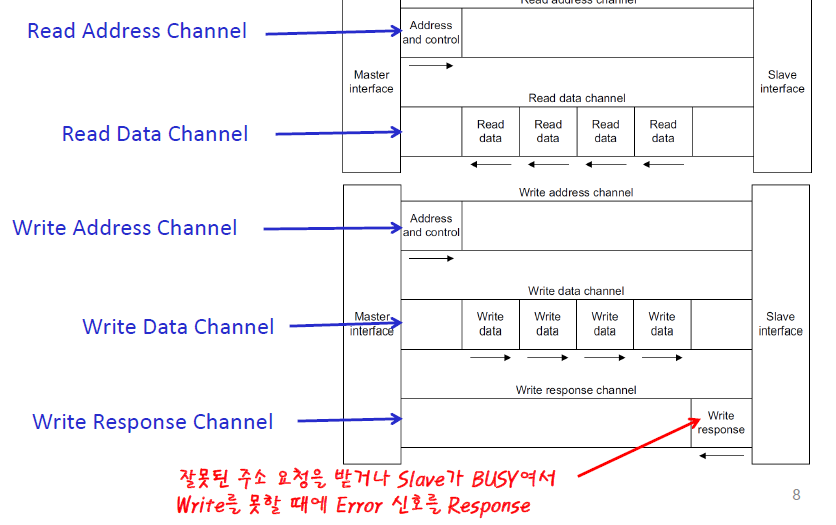 Read address channel
Read Address Channel
Address
and control
Master
interface
Slave
interface
Read data channel
Read Data Channel
Read
data
Read
data
Read
data
Read
data
Write address channel
Write Address Channel
Address
and control
Write data channel
Write Data Channel
Master
interface
Write
data
Write
data
Write
data
Write
data
Slave
interface
Write response channel
Write Response Channel
Write
response
잘못된 주소 요청을 받거나 Slave가 BUSY여서
Write를 못할 때에 Error 신호를 Response
8